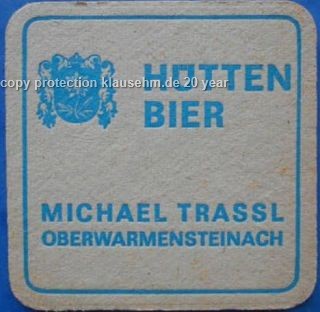 copy protection klausehm.de 20 year
HÜTTEN
BIER
MICHAEL TRASSL
OBERWARMENSTEINACH